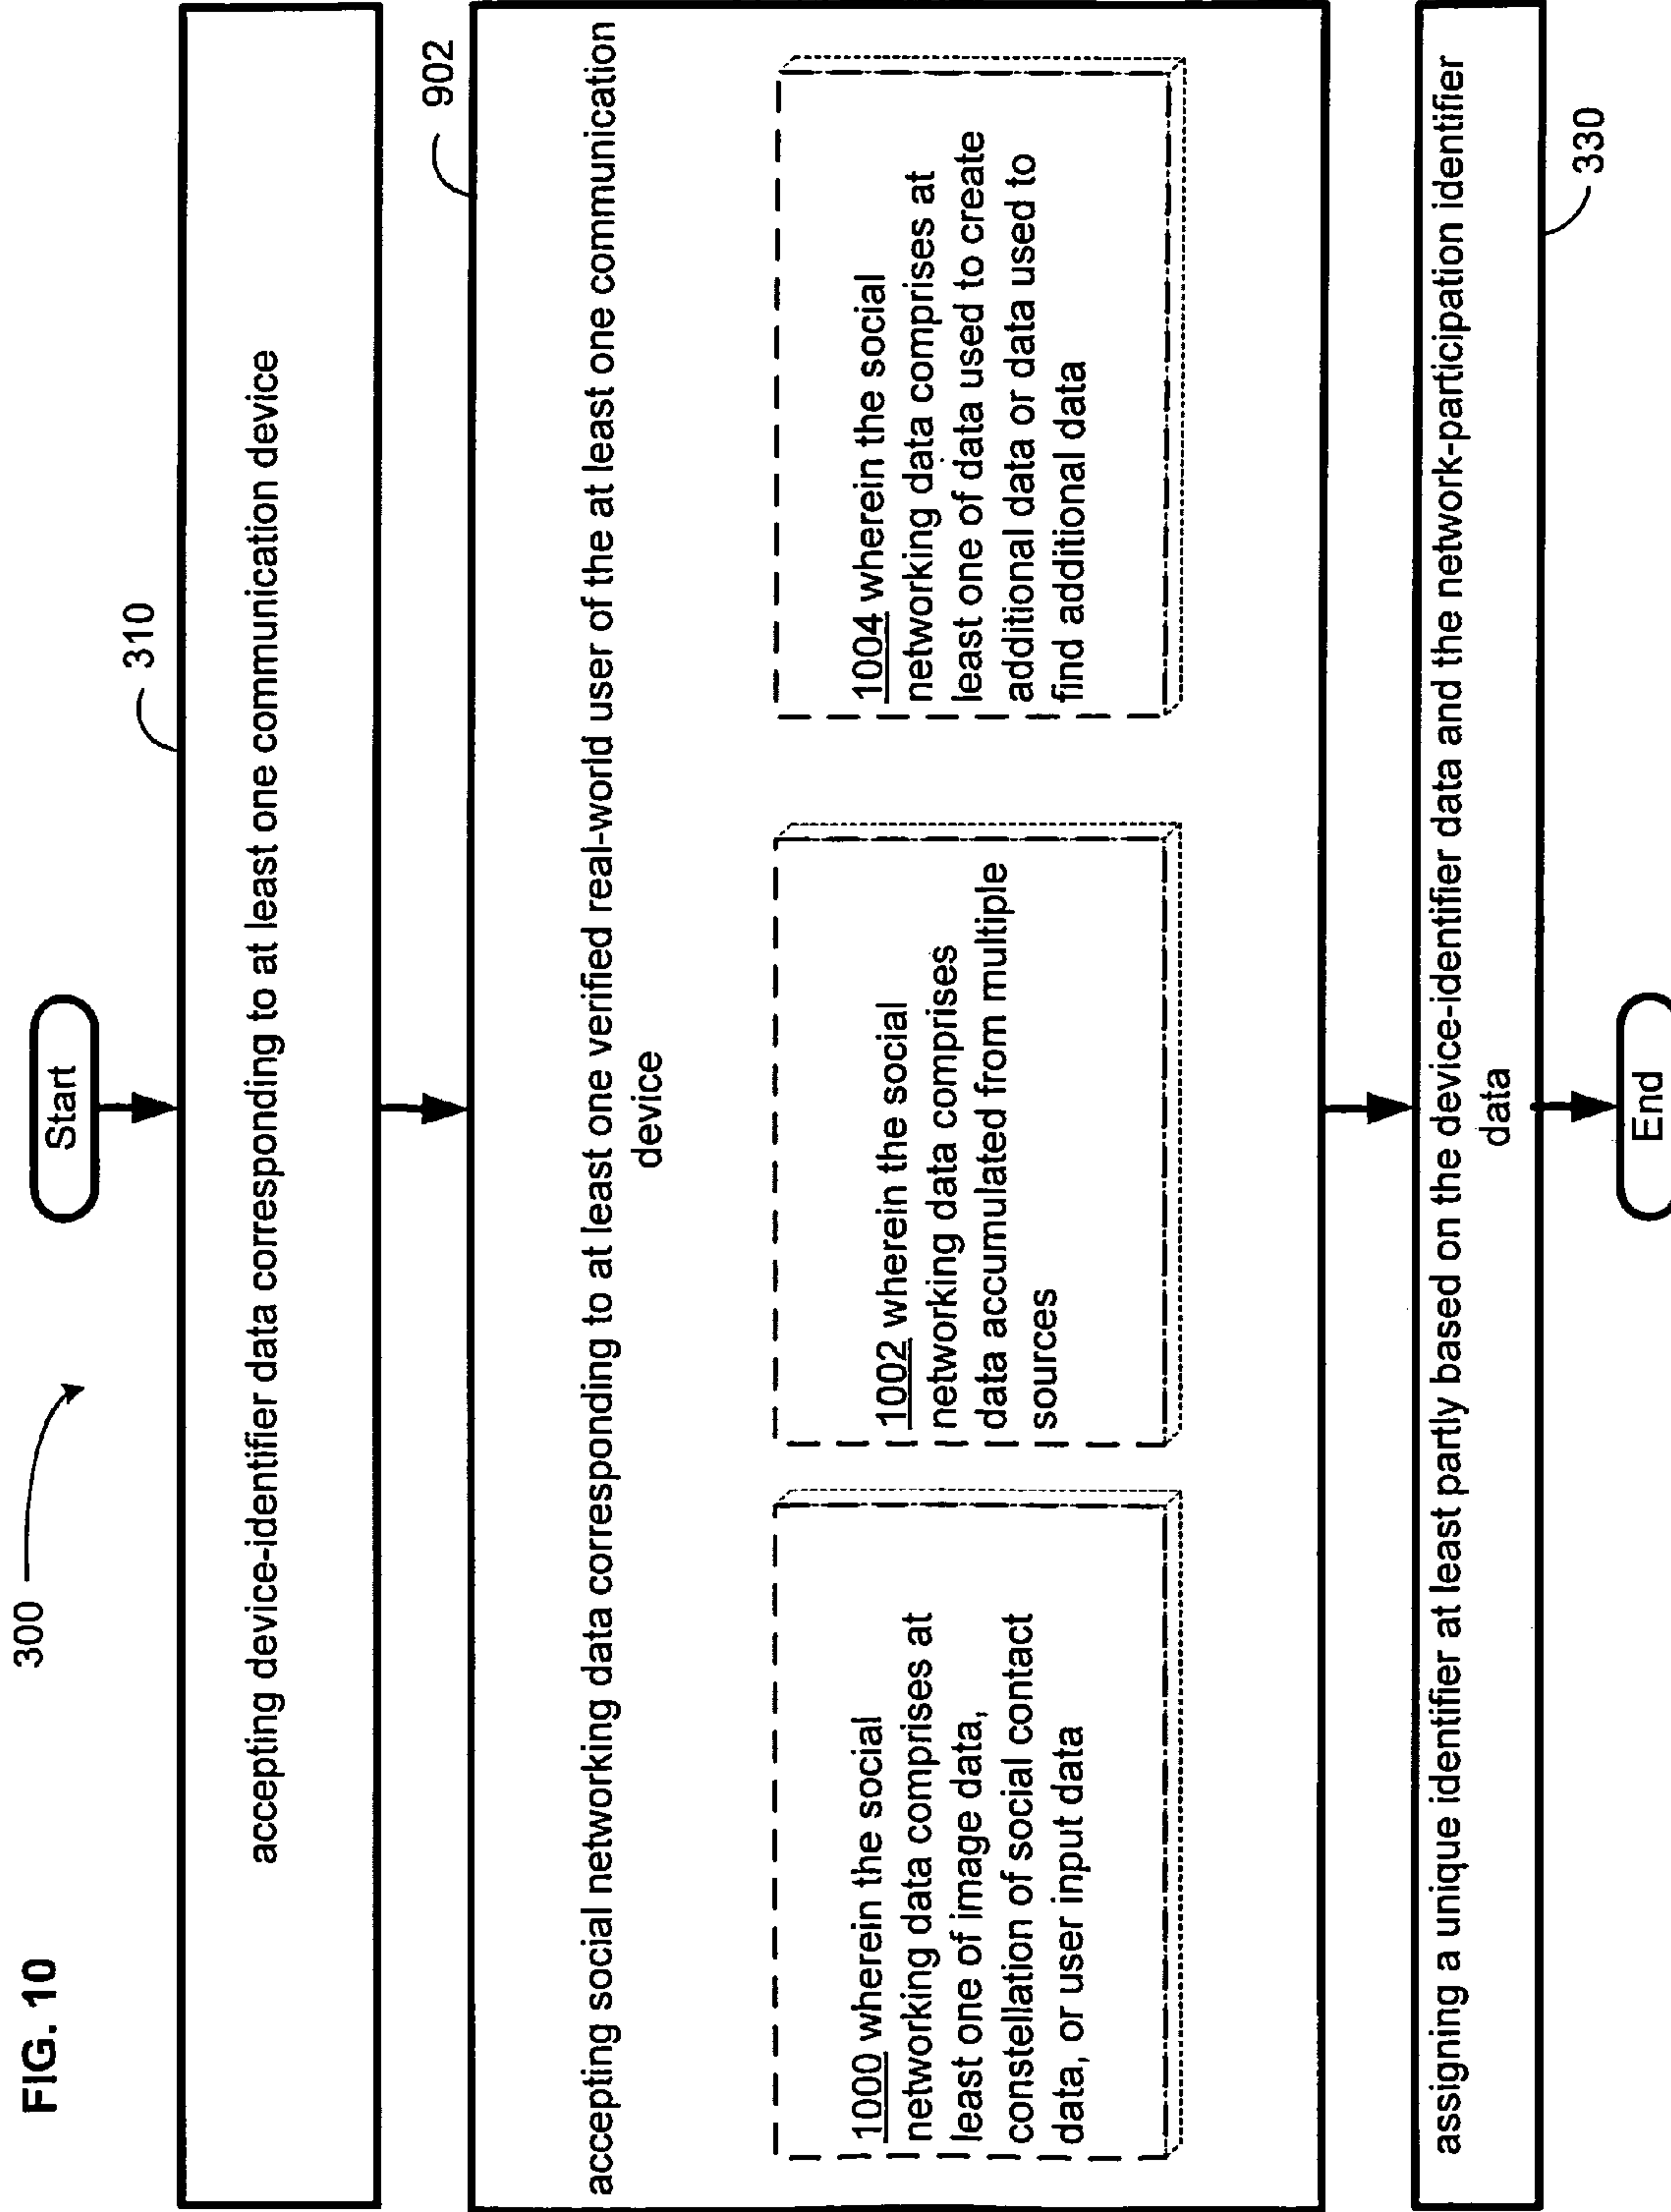 FIG. 10
300
Start
310
accepting device-identifier data corresponding to at least one communication device
902
accepting social networking data corresponding to at least one verified real-world user of the at least one communication
device
1000 wherein the social
networking data comprises at
least one of image data,
constellation of social contact
data, or user input data
1002 wherein the social
networking data comprises
data accumulated from multiple
sources
1004 wherein the social
networking data comprises at
least one of data used to create
additional data or data used to
find additional data
assigning a unique identifier at least partly based on the device-identifier data and the network-participation identifier
data
330
End